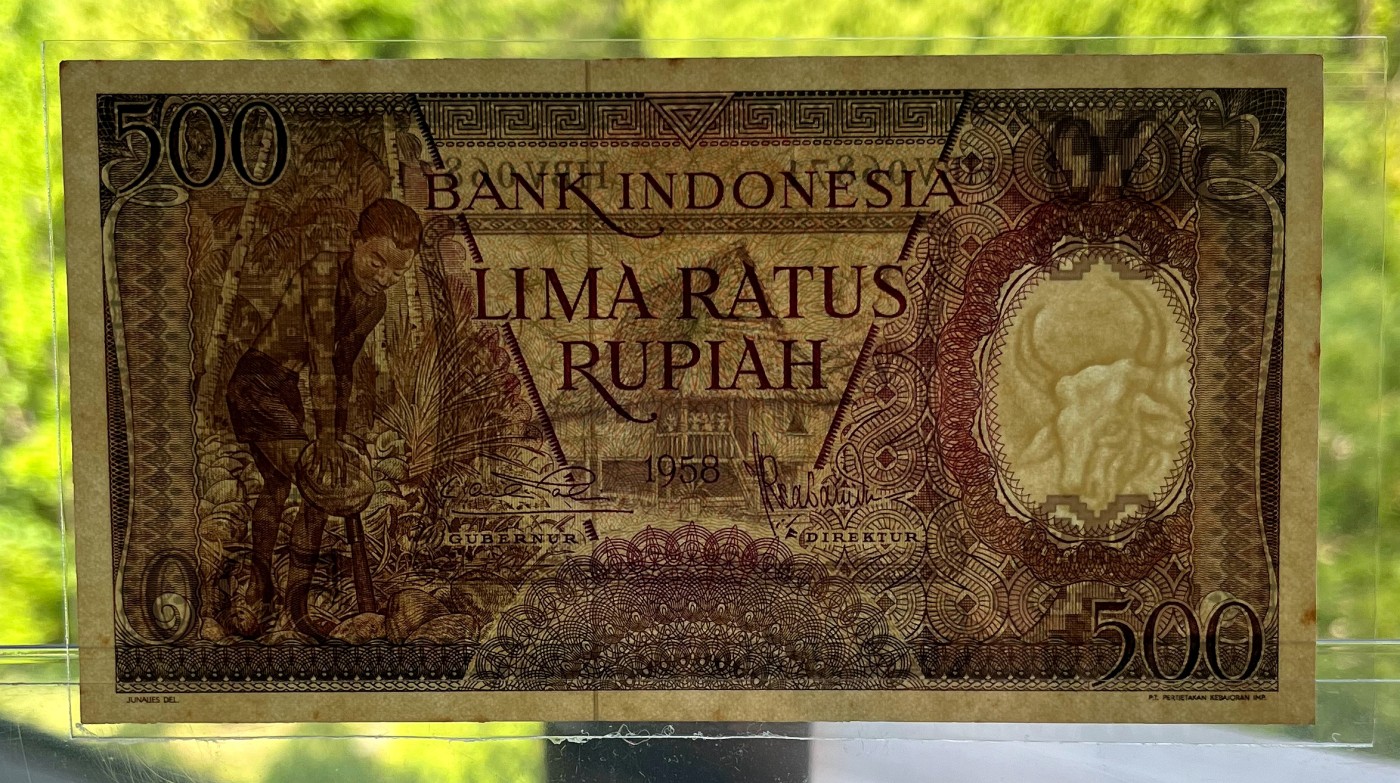 500
BANK INDONESIA
LIMA RATUS
RUPIAH
1958
GUBERNUR
DIREKTUR
500
JUNALIES DEL.
P.T. PERTJETAKAN KEBAJORAN IMP.